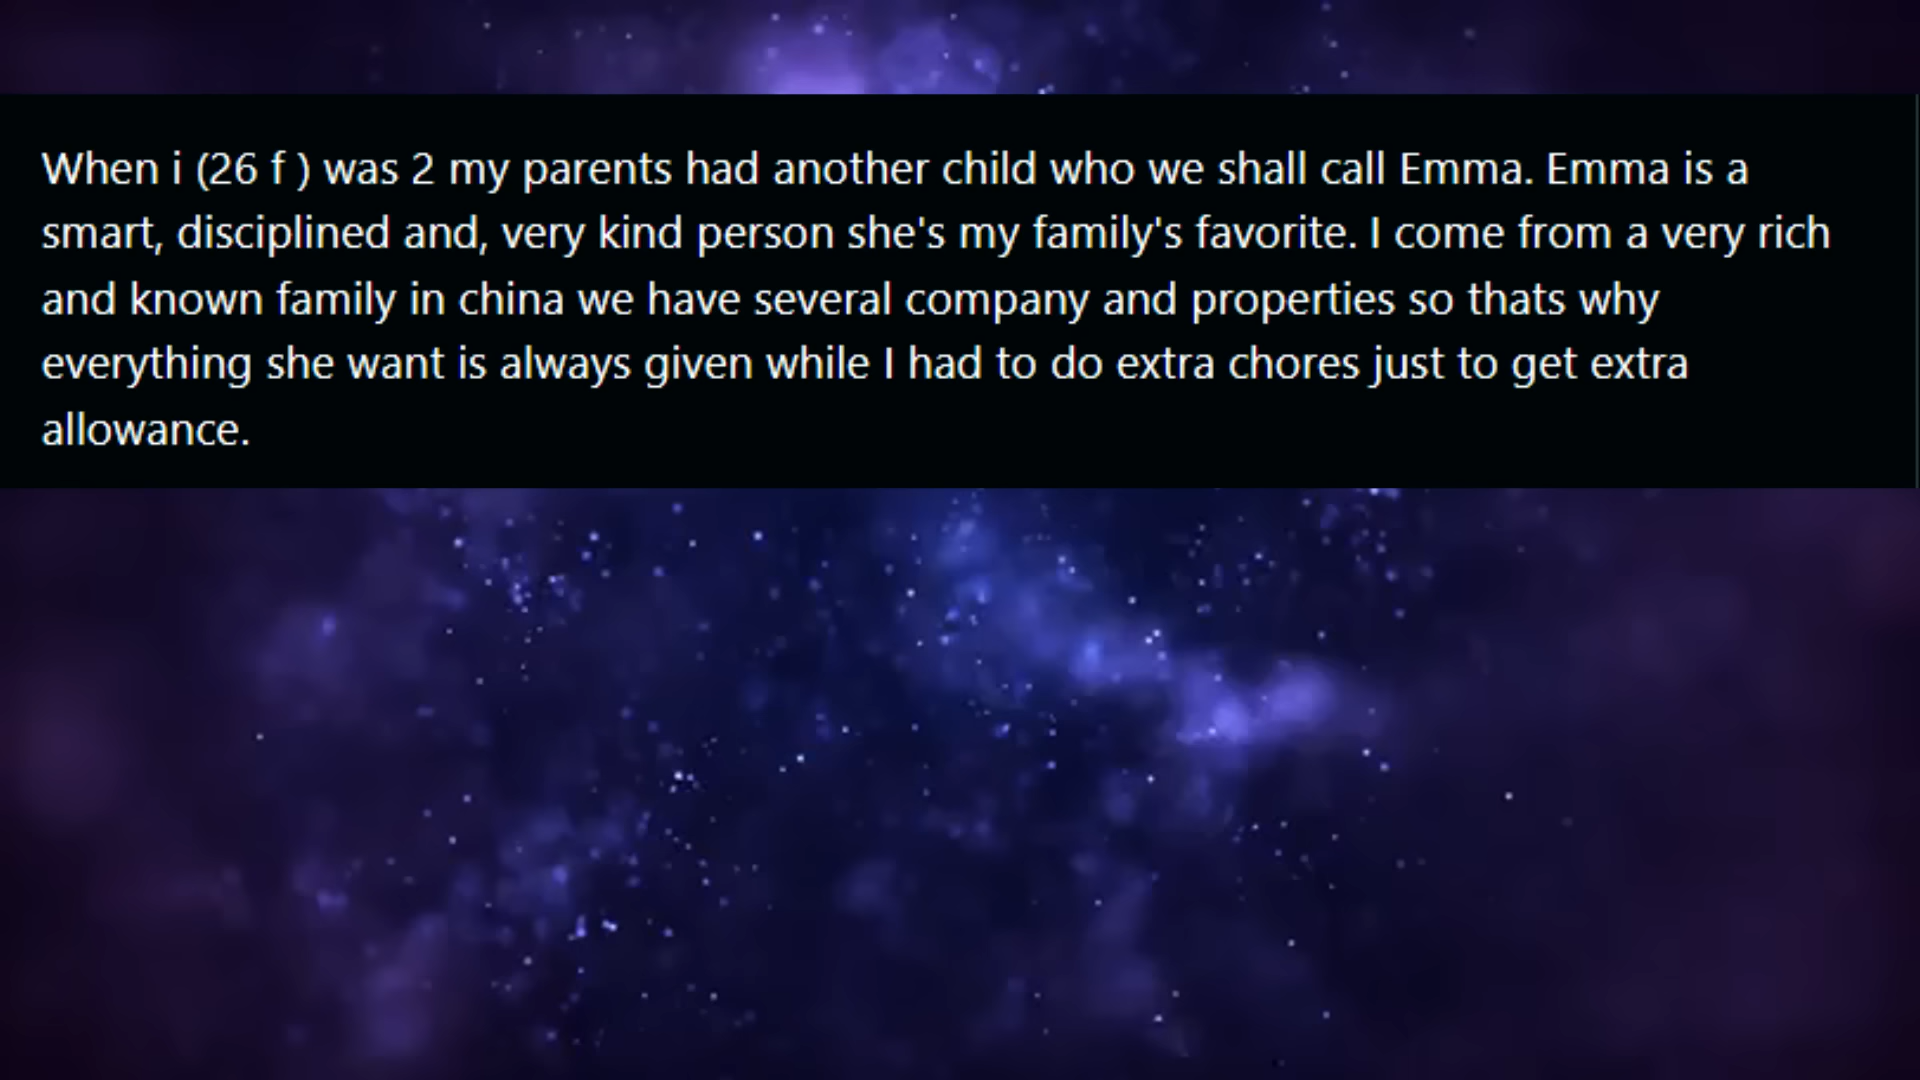 When i (26 f ) was 2 my parents had another child who we shall call Emma. Emma is a
smart, disciplined and, very kind person she's my family's favorite. I come from a very rich
and known family in china we have several company and properties so thats why
everything she want is always given while I had to do extra chores just to get extra
allowance.